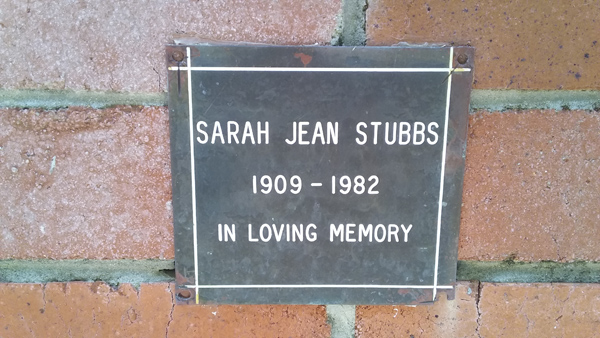 SARAH JEAN STUBBS
1909 - 1982
IN LOVING MEMORY